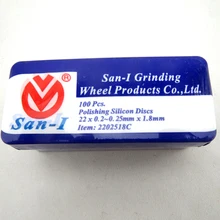 San-I Grinding
Wheel Products Co.,Ltd.
San-I
100 Pcs.
Polishing Silicon Discs
22 x 0.2~0.25mm x 1.8mm
Item: 2202518C